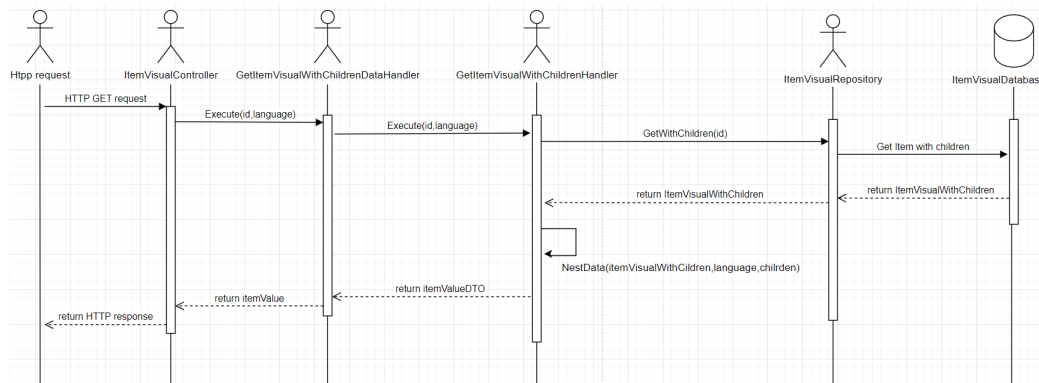 Htpp request
ItemVisualController
GetItemVisualWithChildrenDataHandler
GetItemVisualWithChildrenHandler
ItemVisualRepository
ItemVisualDatabas
HTTP GET request
Execute(id,language)
Execute(id,language)
GetWithChildren(id)
Get Item with children
return ItemVisualWithChildren
return ItemVisualWithChildren
NestData(itemVisualWithCildren,language,chilrden)
return itemValueDTO
return itemValue
return HTTP response